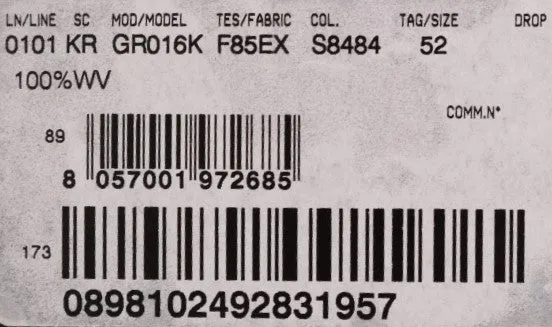 LN/LINE SC MOD/MODEL TES/FABRIC COL. TAG/SIZE DROP
0101 KR GR016K F85EX S8484 52
100%WV
COMM.N°
89
8 057001 972685
173
0898102492831957